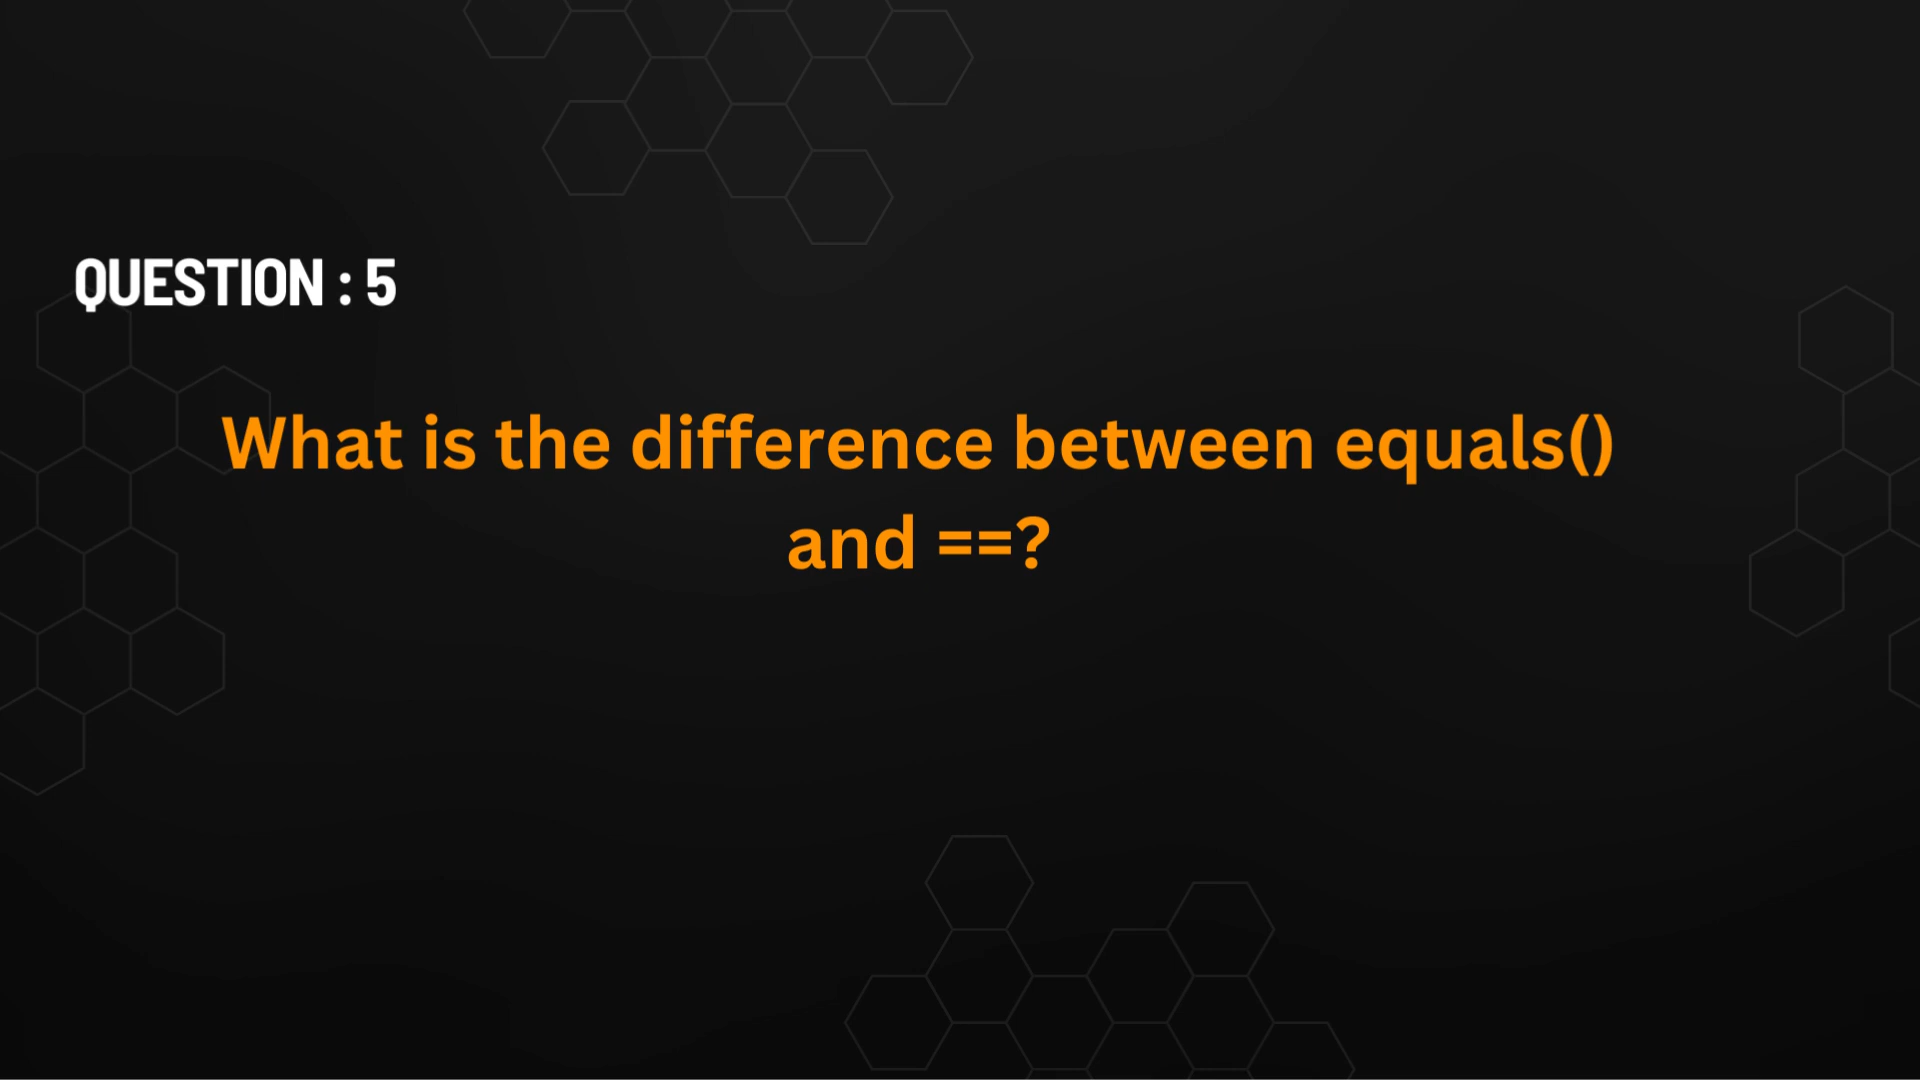 QUESTION : 5
What is the difference between equals()
and ==?